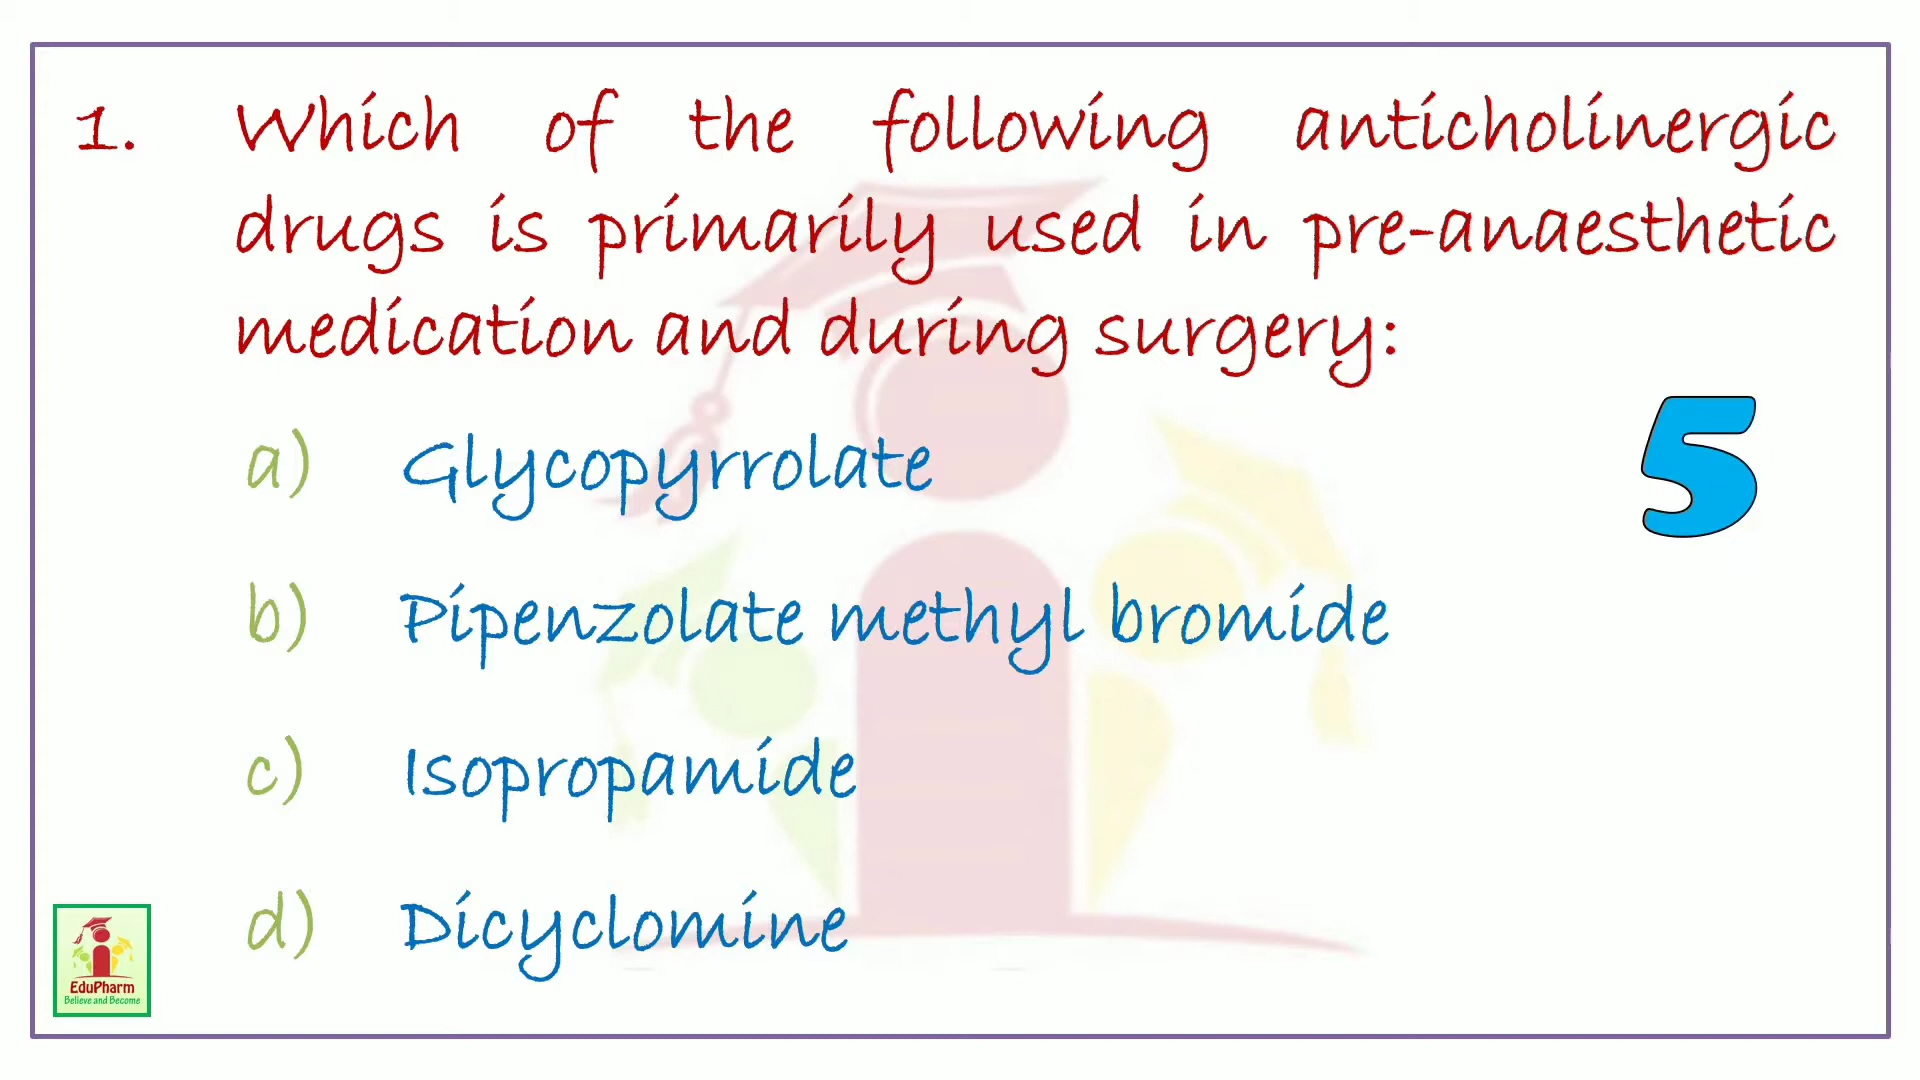 1. Which of the following anticholinergic
drugs is primarily used in pre-anaesthetic
medication and during surgery:
a) Glycopyrrolate
5
b) Pipenzolate methyl bromide
c) Isopropamide
d) Dicyclomine
EduPharm
Believe and Become